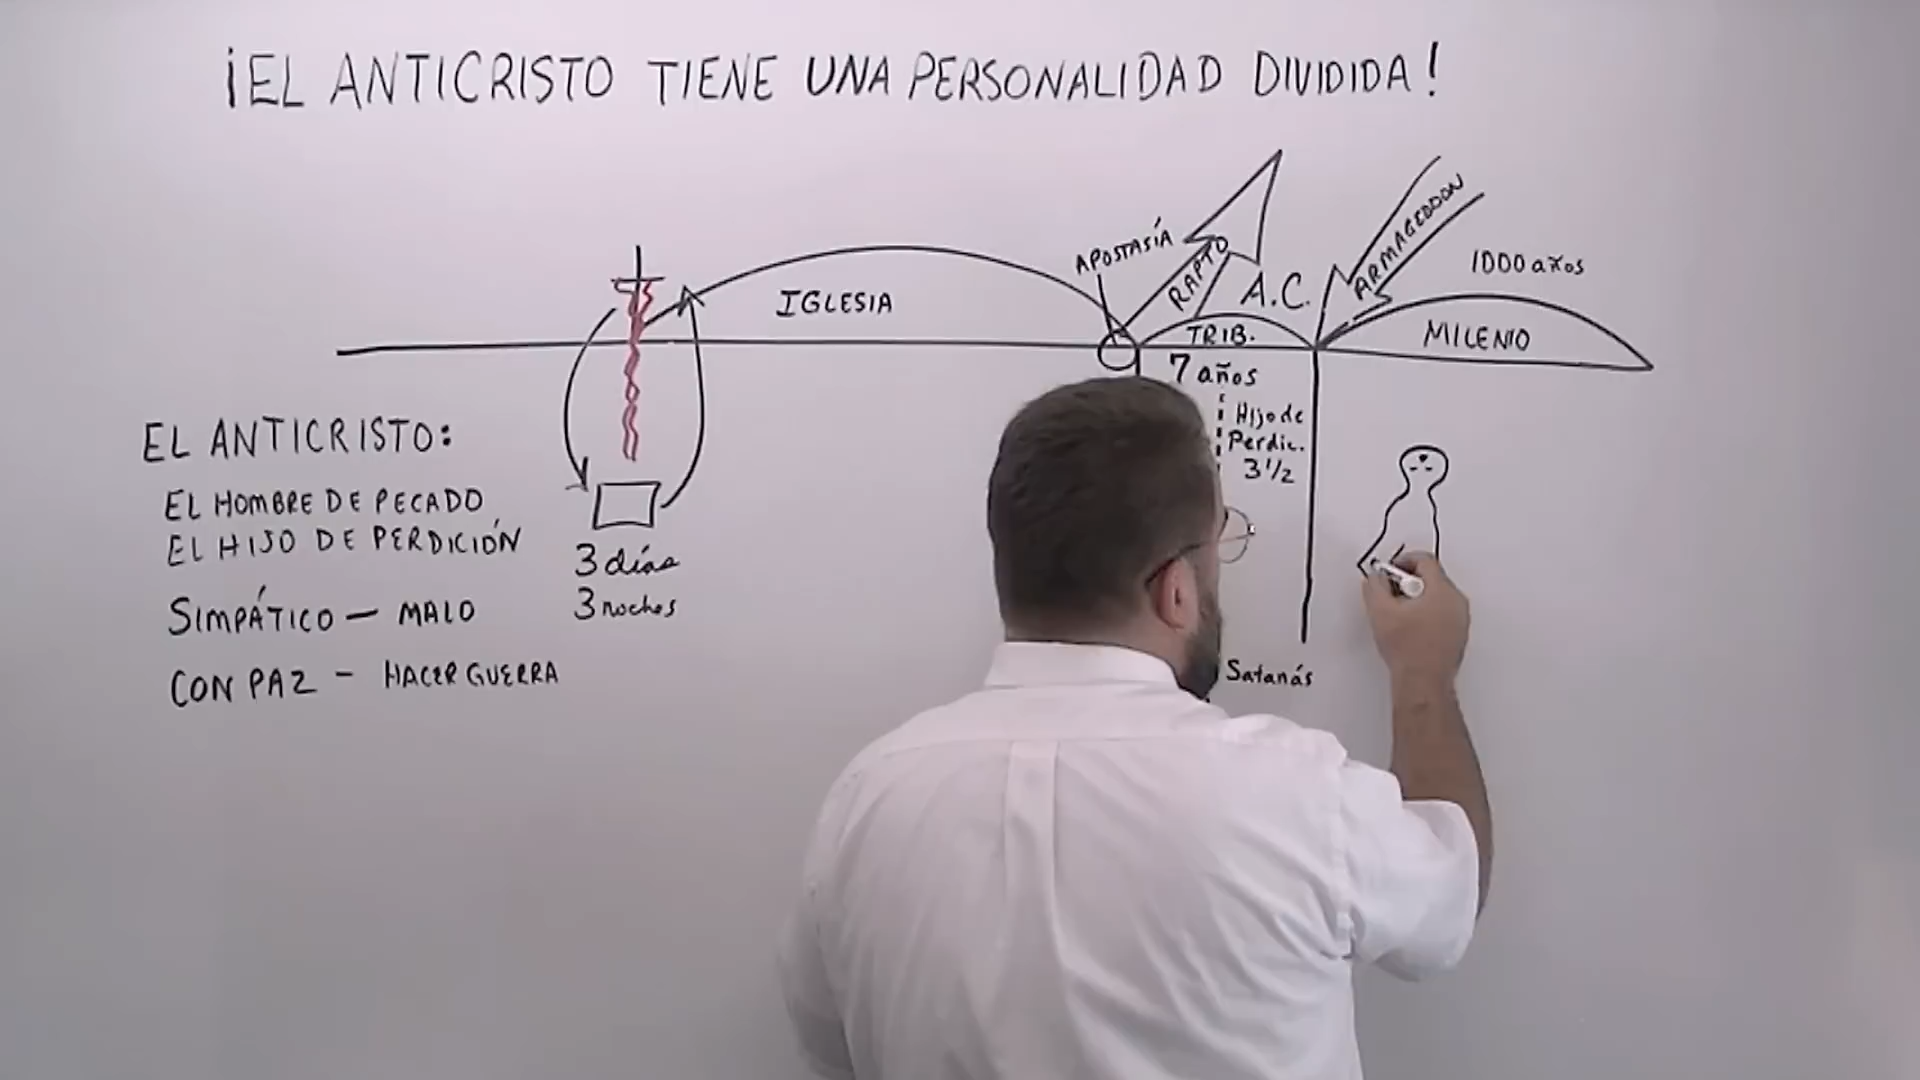 ¡EL ANTICRISTO TIENE UNA PERSONALIDAD DIVIDIDA!
APOSTASÍA
RAPTO
A.C.
ARMAGEDDON
1000 años
IGLESIA
TRIB.
MILENIO
7 años
Hijo de
Perdic.
3 1/2
EL ANTICRISTO:
EL HOMBRE DE PECADO
EL HIJO DE PERDICIÓN
3 días
3 noches
SIMPÁTICO - MALO
CON PAZ - HACER GUERRA
Satanás